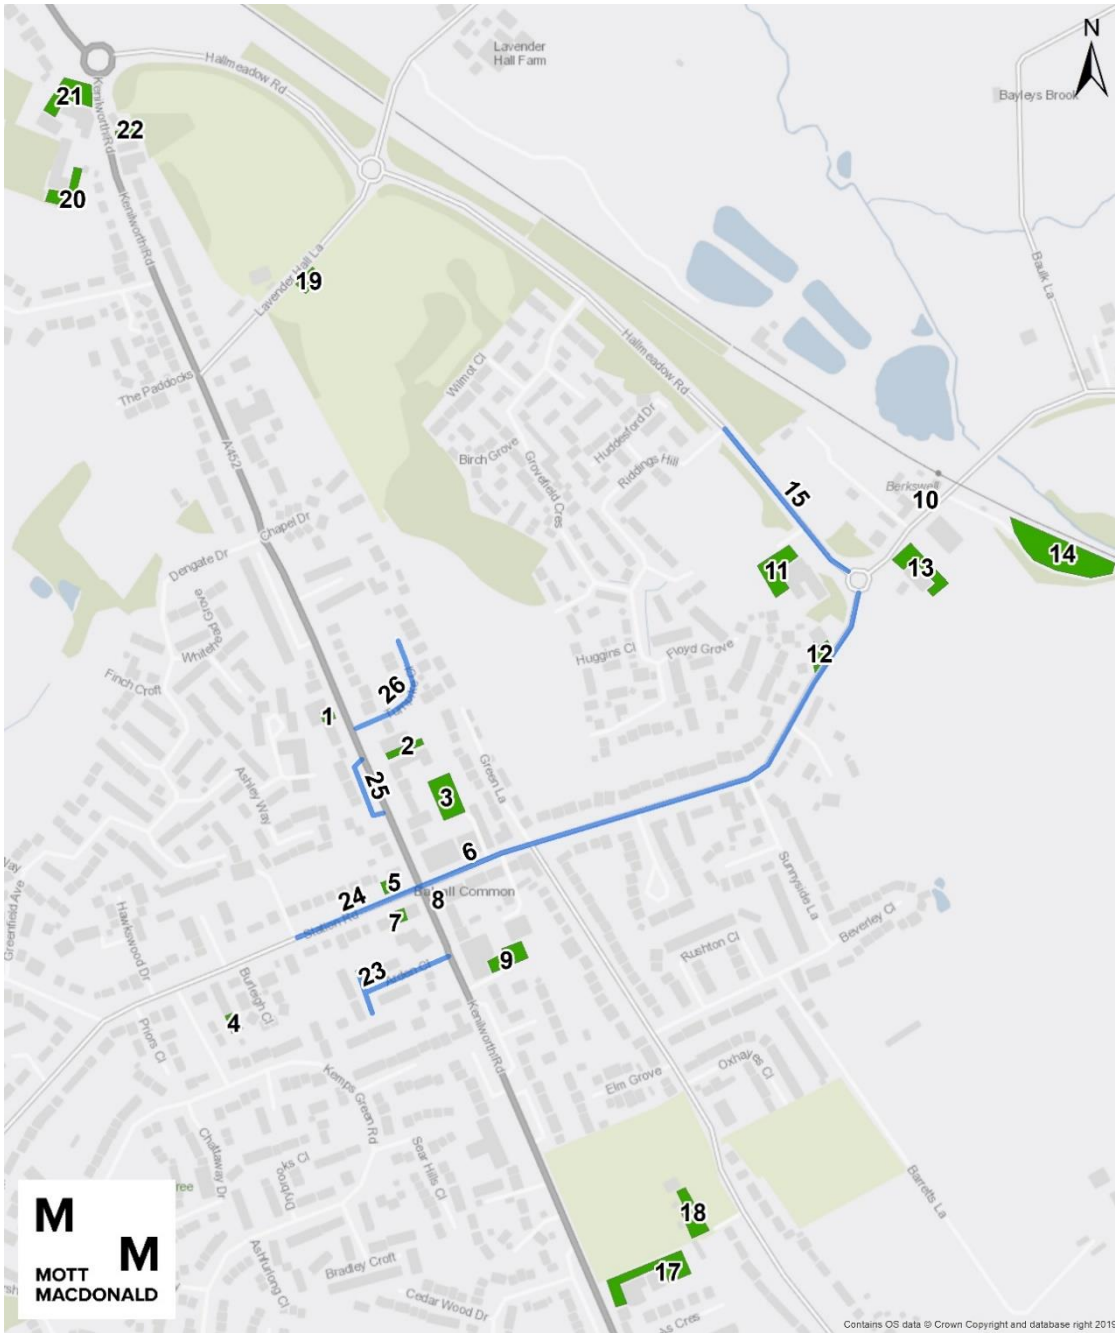 N
Lavender
Hall Farm
Hallmeadow Rd
Bayleys Brook
21
Kenilworth Rd
22
20
Kenilworth Rd
Baulk La
19
Lavender Hall La
Hallmeadow Rd
The Paddocks
Wilmot Cl
A452
Huddesford Dr
Birch Grove
Riddings Hill
Grovefield Cres
15
Berkswell
10
Chapel Dr
Dengate Dr
14
11
13
Whitehead Grove
Huggins Cl
Floyd Grove
12
Finch Croft
26
1
2
Green La
25
Ashley Way
3
6
Way
Sunnyside La
5
24
8
Common
Station Rd
7
Greenfield Ave
Hawkswood Dr
Beverley Cl
Rushton Cl
9
23
Arden Cl
Burleigh Cl
4
Kenilworth Rd
Priors Cl
Oxhayes Cl
Elm Grove
Kemps Green Rd
Chattaway Dr
Sear Hills Cl
Barretts La
18
17
Bradley Croft
Ashfurlong Cl
Cedar Wood Dr
M
M
MOTT
MACDONALD
Contains OS data © Crown Copyright and database right 2019